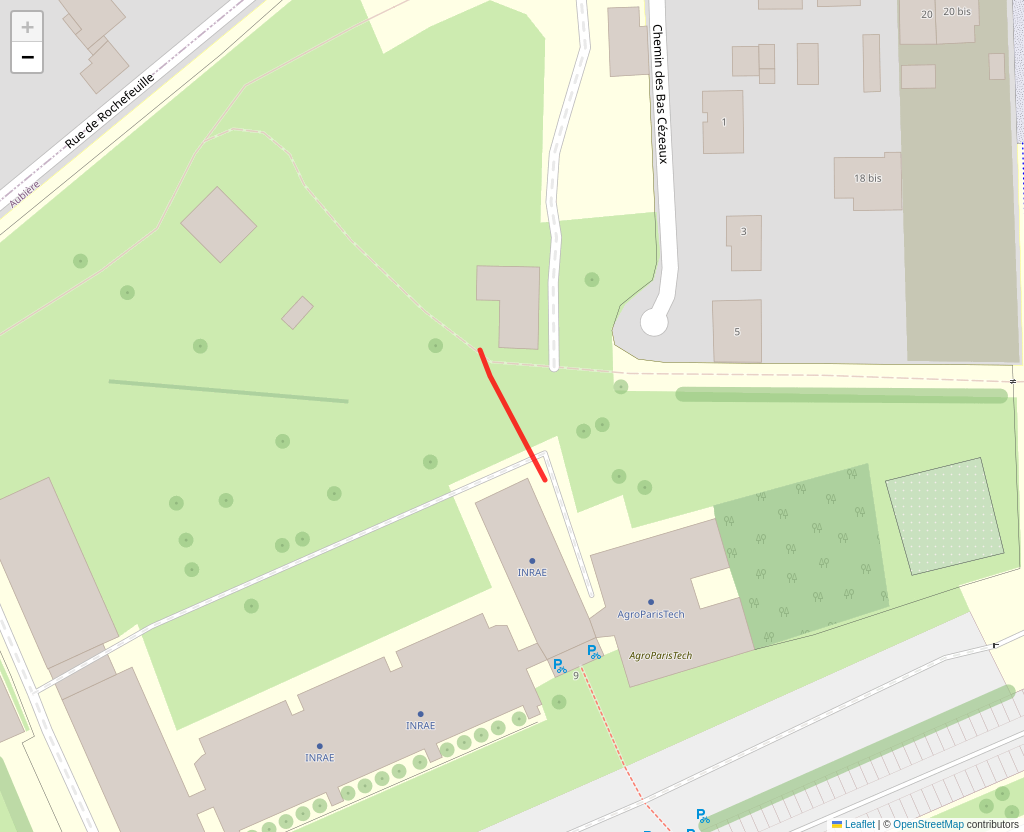 +
−
Rue de Rochefeuille
Aubière
Chemin des Bas Cézeaux
20
20 bis
1
18 bis
3
5
INRAE
AgroParisTech
AgroParisTech
9
INRAE
INRAE
Leaflet | © OpenStreetMap contributors